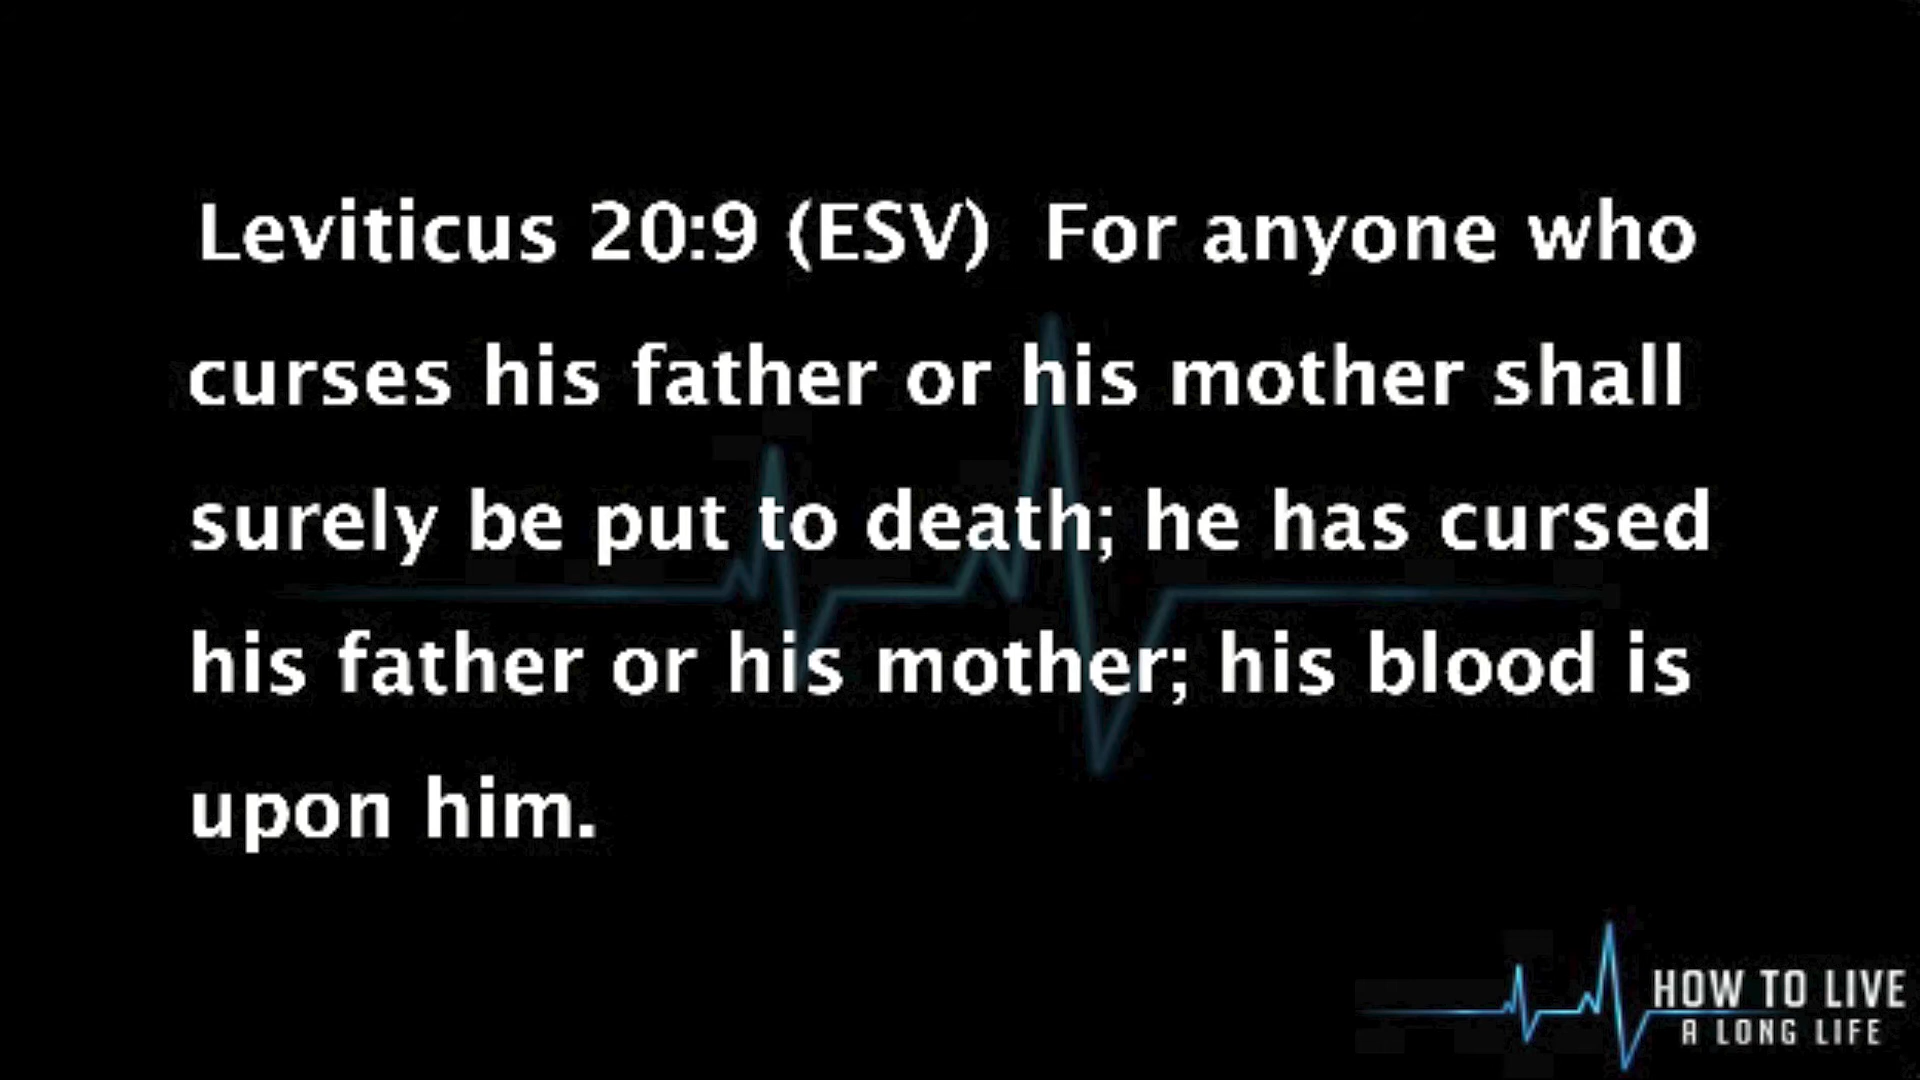 Leviticus 20:9 (ESV)  For anyone who
curses his father or his mother shall
surely be put to death; he has cursed
his father or his mother; his blood is
upon him.
HOW TO LIVE
A LONG LIFE